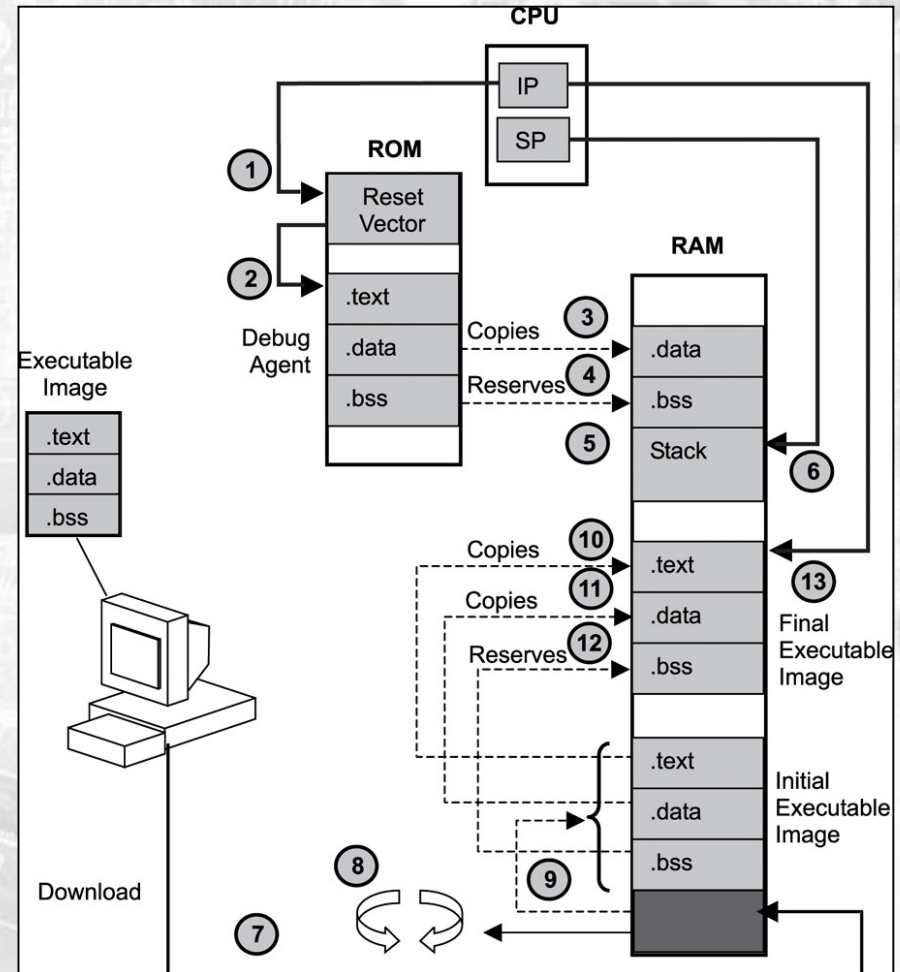 CPU
IP
SP
ROM
1
Reset
Vector
2
.text
Debug
Agent
.data
.bss
RAM
Copies
3
.data
Reserves
4
.bss
5
Stack
6
Executable
Image
.text
.data
.bss
Copies
10
.text
13
Copies
11
.data
Final
Executable
Image
Reserves
12
.bss
.text
.data
.bss
Initial
Executable
Image
9
8
Download
7